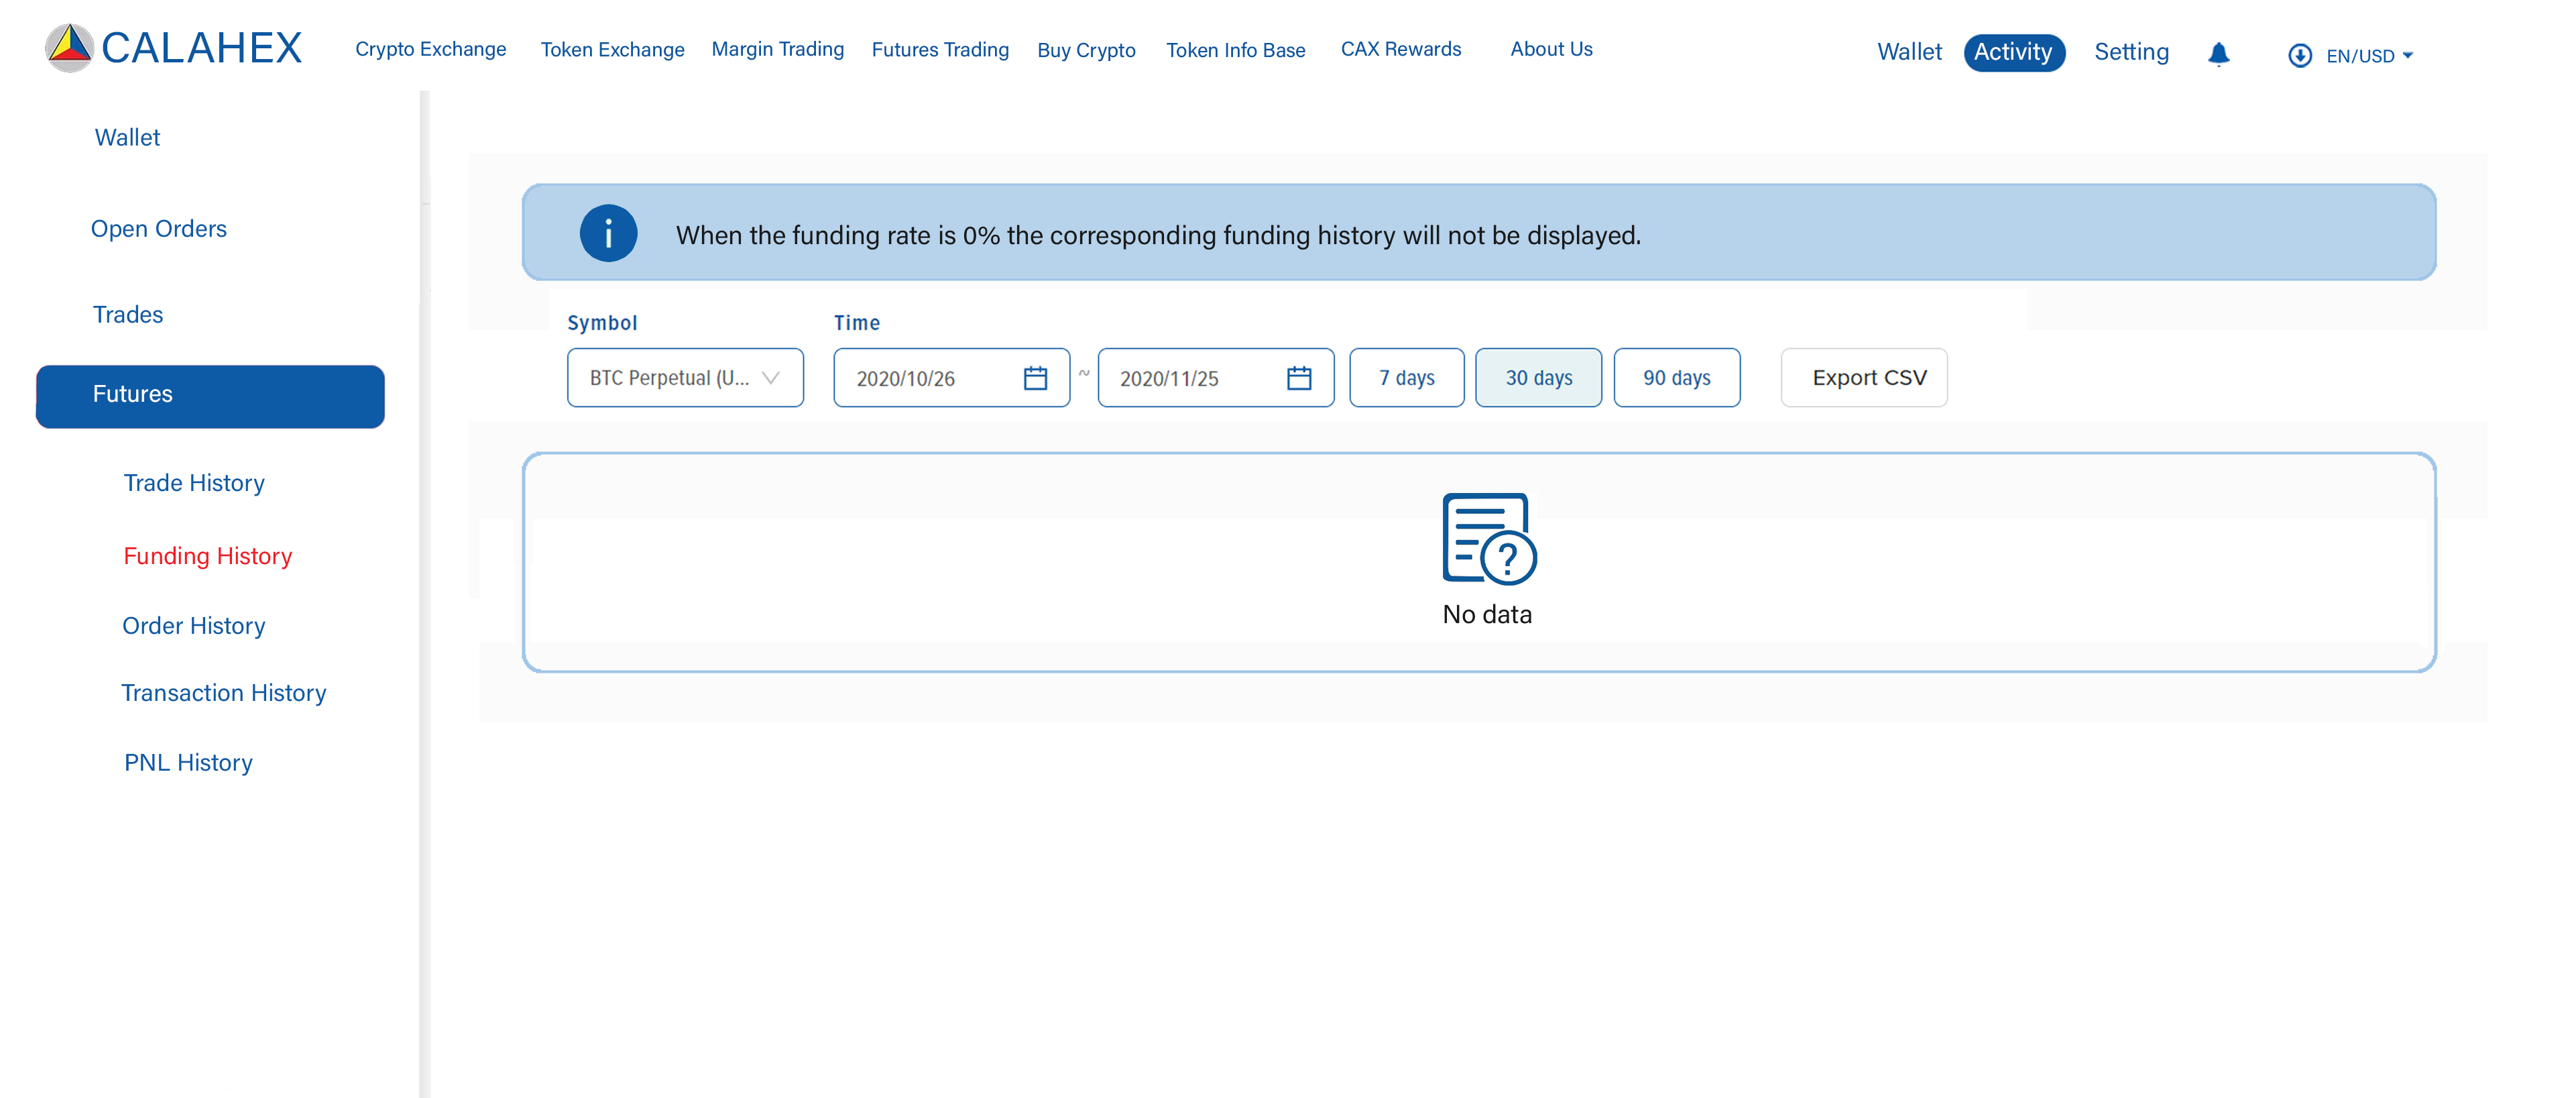 CALAHEX
Crypto Exchange
Token Exchange
Margin Trading
Futures Trading
Buy Crypto
Token Info Base
CAX Rewards
About Us
Wallet
Activity
Setting
EN/USD
Wallet
Open Orders
Trades
Futures
Trade History
Funding History
Order History
Transaction History
PNL History
i
When the funding rate is 0% the corresponding funding history will not be displayed.
Symbol
Time
BTC Perpetual (U...
2020/10/26
~
2020/11/25
7 days
30 days
90 days
Export CSV
?
No data